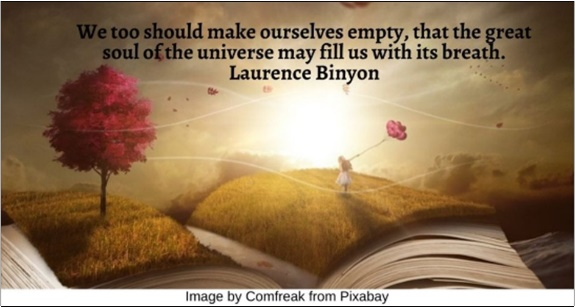 We too should make ourselves empty, that the great
soul of the universe may fill us with its breath.
Laurence Binyon
Image by Comfreak from Pixabay